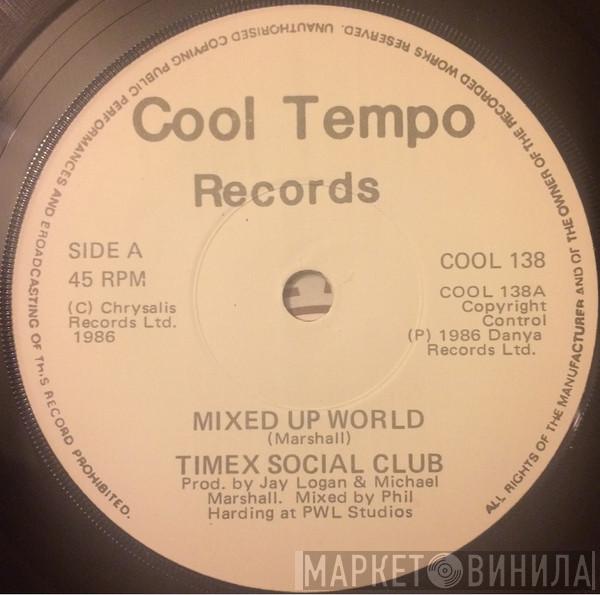 ALL RIGHTS OF THE MANUFACTURER AND OF THE OWNER OF THE RECORDED WORKS RESERVED. UNAUTHORISED COPYING PUBLIC PERFORMANCES AND BROADCASTING OF THIS RECORD PROHIBITED.
Cool Tempo
Records
SIDE A
45 RPM
(C) Chrysalis
Records Ltd.
1986
COOL 138
COOL 138A
Copyright
Control
(P) 1986 Danya
Records Ltd.
MIXED UP WORLD
(Marshall)
TIMEX SOCIAL CLUB
Prod. by Jay Logan & Michael
Marshall. Mixed by Phil
Harding at PWL Studios
МАРКЕТ ВИНИЛА